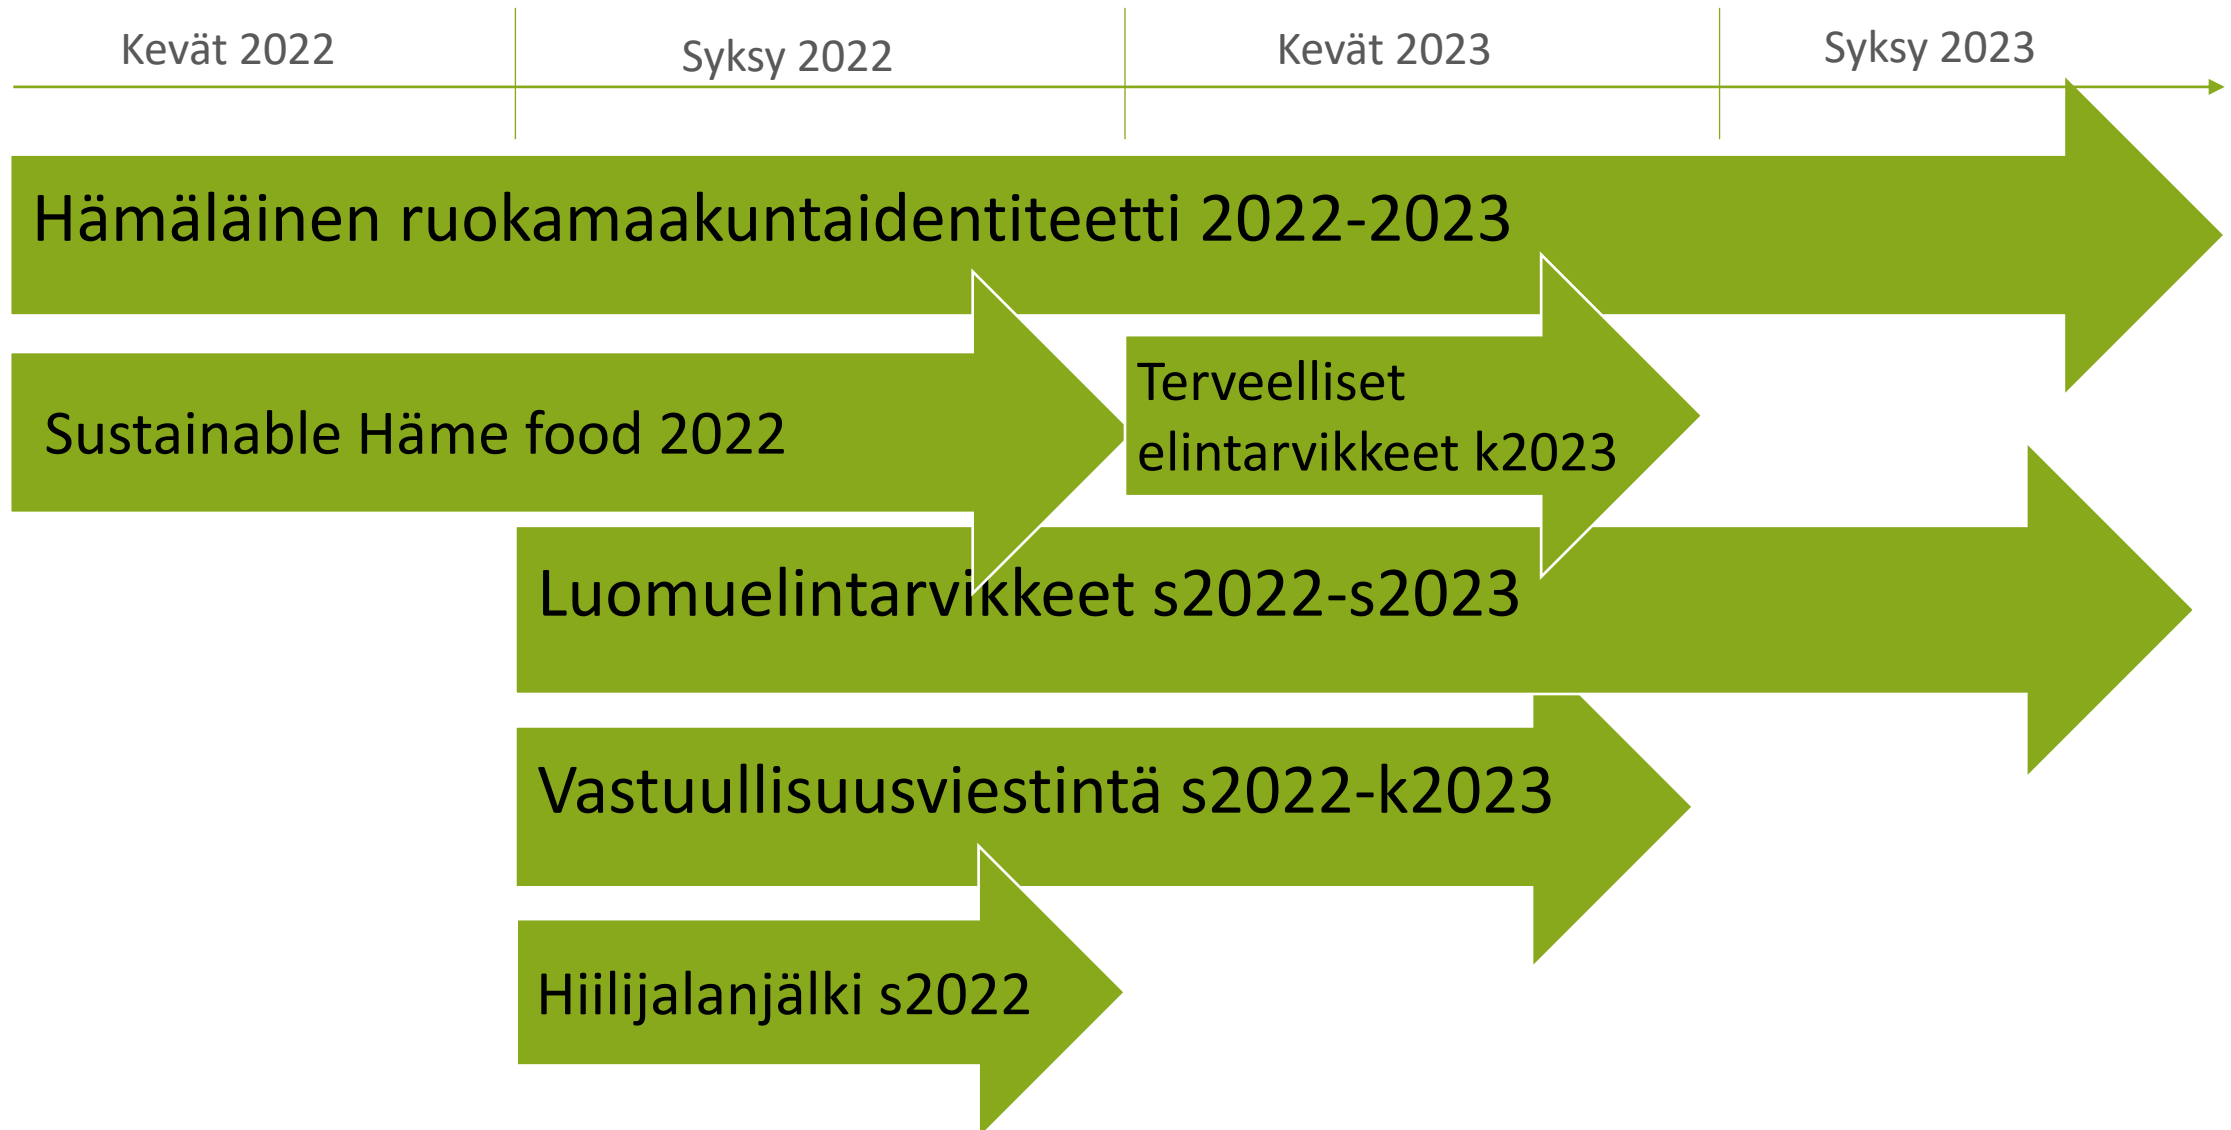 Kevät 2022
Syksy 2022
Kevät 2023
Syksy 2023
Hämäläinen ruokamaakuntaidentiteetti 2022-2023
Sustainable Häme food 2022
Terveelliset
elintarvikkeet k2023
Luomuelintarvikkeet s2022-s2023
Vastuullisuusviestintä s2022-k2023
Hiilijalanjälki s2022